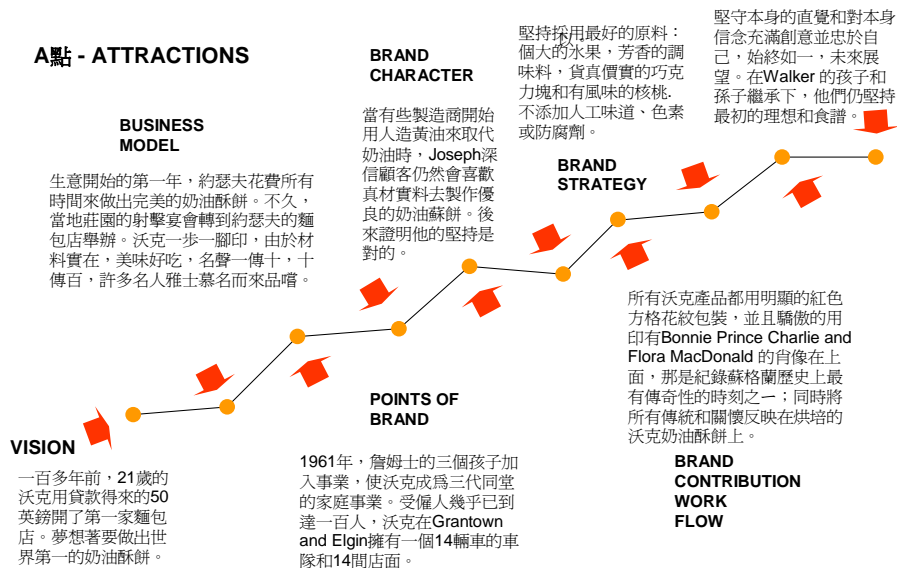 A點 - ATTRACTIONS
BUSINESS
MODEL
生意開始的第一年，約瑟夫花費所有
時間來做出完美的奶油酥餅。不久，
當地莊園的射擊宴會轉到約瑟夫的麵
包店舉辦。沃克一步一腳印，由於材
料實在，美味好吃，名聲一傳十，十
傳百，許多名人雅士慕名而來品嚐。
BRAND
CHARACTER
當有些製造商開始
用人造黃油來取代
奶油時，Joseph深
信顧客仍然會喜歡
真材實料去製作優
良的奶油蘇餅。後
來證明他的堅持是
對的。
堅持採用最好的原料：
個大的水果，芳香的調
味料，貨真價實的巧克
力塊和有風味的核桃.
不添加人工味道、色素
或防腐劑。
BRAND
STRATEGY
堅守本身的直覺和對本身
信念充滿創意並忠於自
己，始終如一，未來展
望。在Walker 的孩子和
孫子繼承下，他們仍堅持
最初的理想和食譜。
VISION
一百多年前，21歲的
沃克用貸款得來的50
英鎊開了第一家麵包
店。夢想著要做出世
界第一的奶油酥餅。
POINTS OF
BRAND
1961年，詹姆士的三個孩子加
入事業，使沃克成為三代同堂
的家庭事業。受僱人幾乎已到
達一百人，沃克在Grantown
and Elgin擁有一個14輛車的車
隊和14間店面。
所有沃克產品都用明顯的紅色
方格花紋包裝，並且驕傲的用
印有Bonnie Prince Charlie and
Flora MacDonald 的肖像在上
面，那是紀錄蘇格蘭歷史上最
有傳奇性的時刻之一；同時將
所有傳統和關懷反映在烘培的
沃克奶油酥餅上。
BRAND
CONTRIBUTION
WORK
FLOW